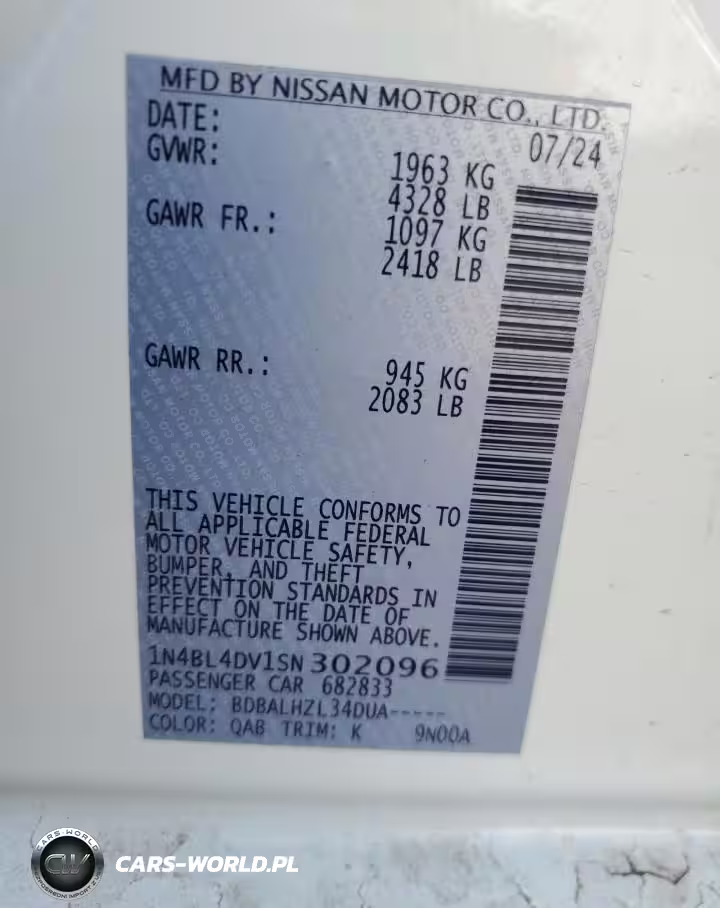 MFD BY NISSAN MOTOR CO., LTD.
DATE: 07/24
GVWR: 1963 KG
4328 LB
GAWR FR.: 1097 KG
2418 LB
GAWR RR.: 945 KG
2083 LB
THIS VEHICLE CONFORMS TO
ALL APPLICABLE FEDERAL
MOTOR VEHICLE SAFETY,
BUMPER, AND THEFT
PREVENTION STANDARDS IN
EFFECT ON THE DATE OF
MANUFACTURE SHOWN ABOVE.
1N4BL4DV1SN302096
PASSENGER CAR 682833
MODEL: BDBALHZL34DUA-----
COLOR: QAB TRIM: K 9N00A
CARS-WORLD
CW
CARS-WORLD.PL